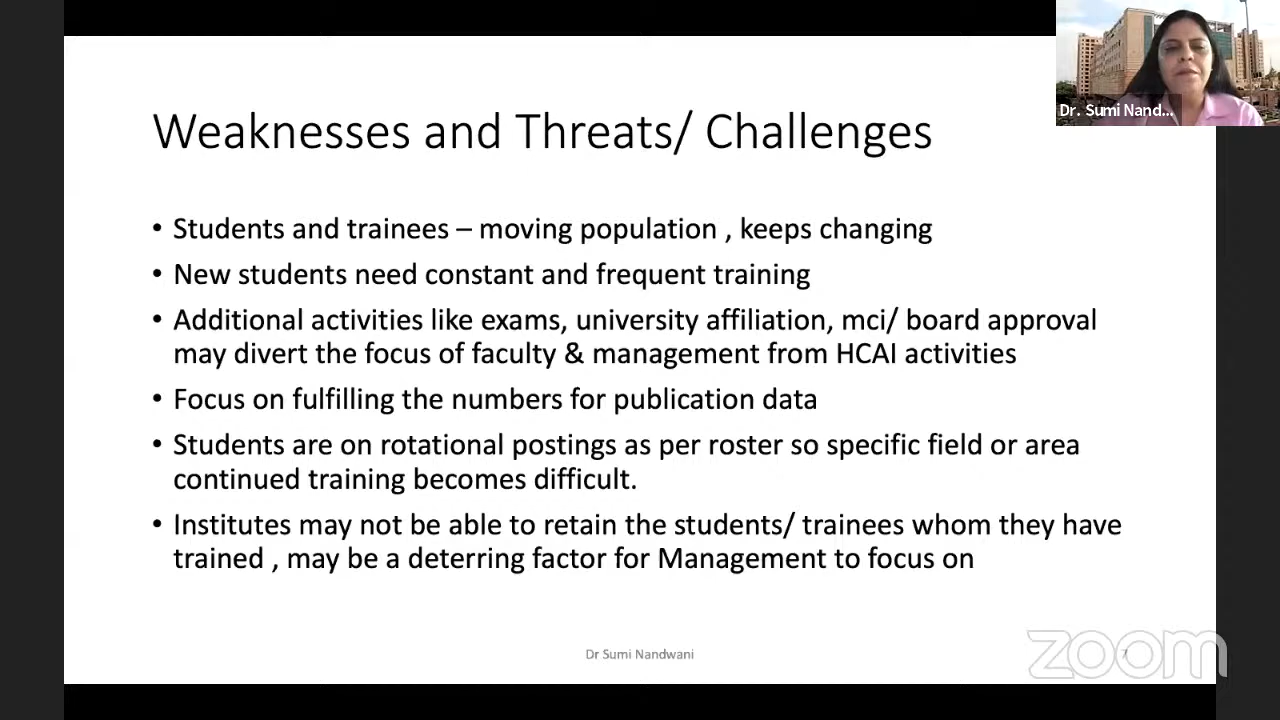 Dr. Sumi Nand...
Weaknesses and Threats/ Challenges
• Students and trainees – moving population , keeps changing
• New students need constant and frequent training
• Additional activities like exams, university affiliation, mci/ board approval
may divert the focus of faculty & management from HCAI activities
• Focus on fulfilling the numbers for publication data
• Students are on rotational postings as per roster so specific field or area
continued training becomes difficult.
• Institutes may not be able to retain the students/ trainees whom they have
trained , may be a deterring factor for Management to focus on
Dr Sumi Nandwani
7
zoom